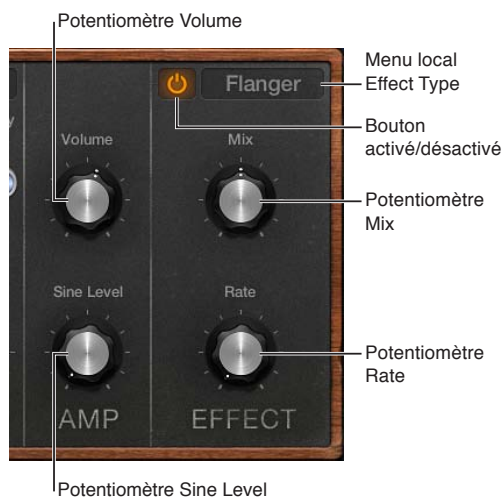 Potentiomètre Volume
Flanger
Menu local
Effect Type
Bouton
activé/désactivé
y
Volume
Mix
Potentiomètre
Mix
Sine Level
Rate
Potentiomètre
Rate
AMP
EFFECT
Potentiomètre Sine Level